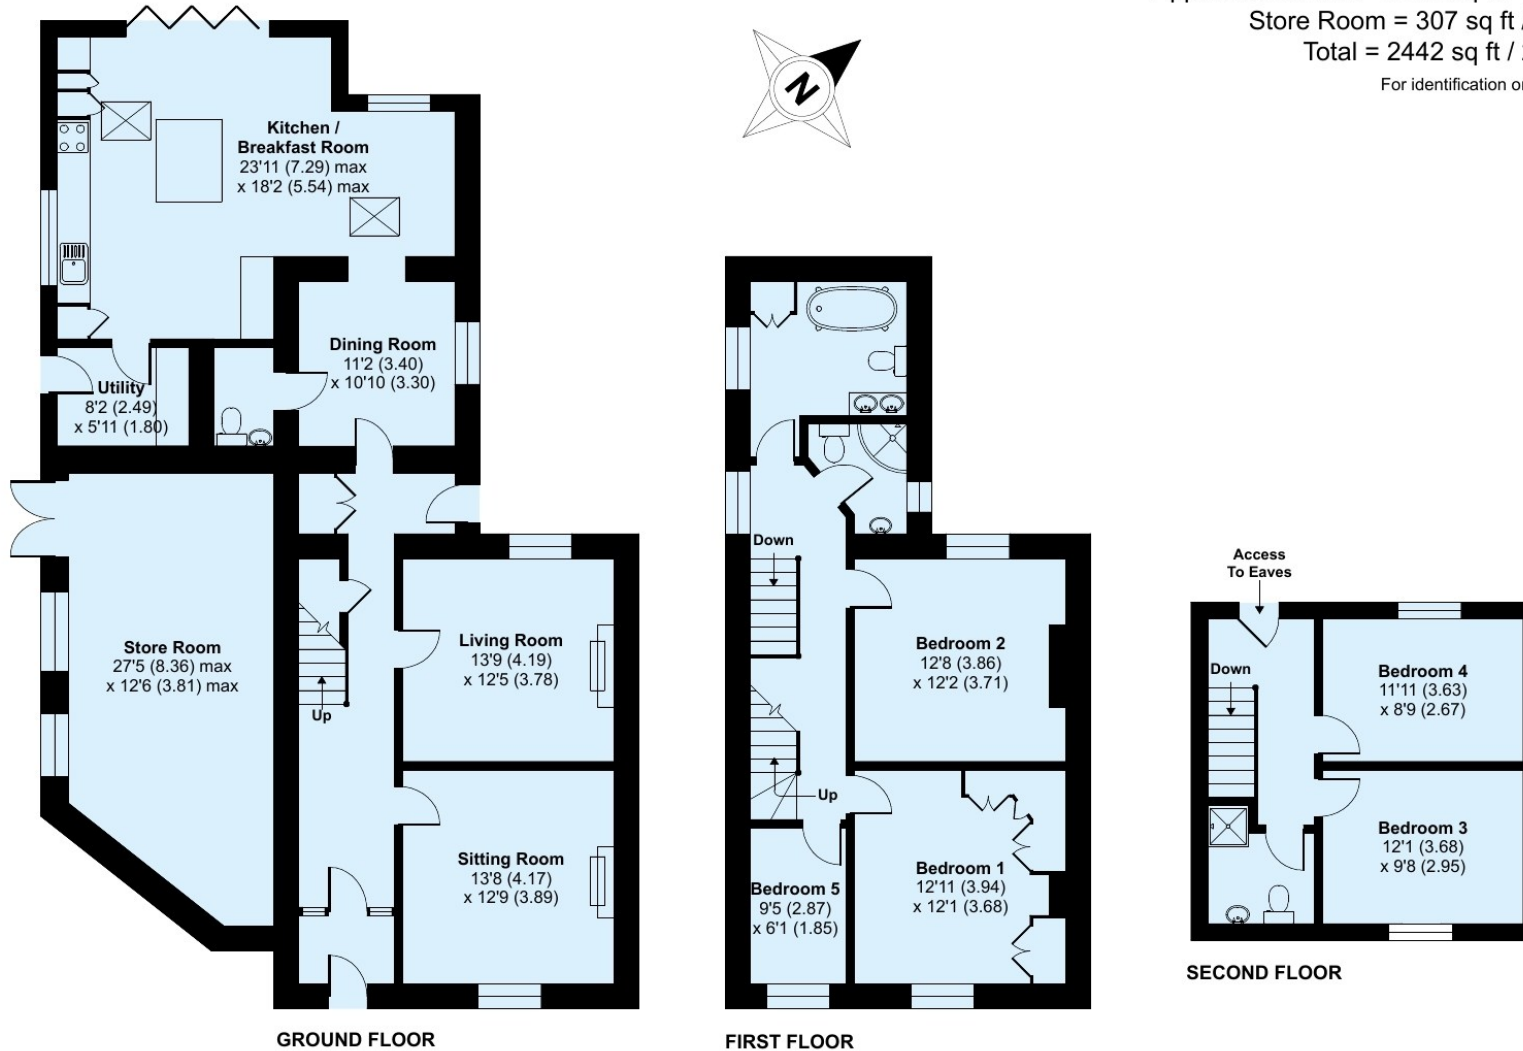 Store Room = 307 sq ft /
Total = 2442 sq ft /
For identification
N
Kitchen /
Breakfast Room
23'11 (7.29) max
x 18'2 (5.54) max
Dining Room
11'2 (3.40)
x 10'10 (3.30)
Utility
8'2 (2.49)
x 5'11 (1.80)
Store Room
27'5 (8.36) max
x 12'6 (3.81) max
Living Room
13'9 (4.19)
x 12'5 (3.78)
Up
Sitting Room
13'8 (4.17)
x 12'9 (3.89)
GROUND FLOOR
Down
Bedroom 2
12'8 (3.86)
x 12'2 (3.71)
Up
Bedroom 1
12'11 (3.94)
x 12'1 (3.68)
Bedroom 5
9'5 (2.87)
x 6'1 (1.85)
FIRST FLOOR
Access
To Eaves
Down
Bedroom 4
11'11 (3.63)
x 8'9 (2.67)
Bedroom 3
12'1 (3.68)
x 9'8 (2.95)
SECOND FLOOR